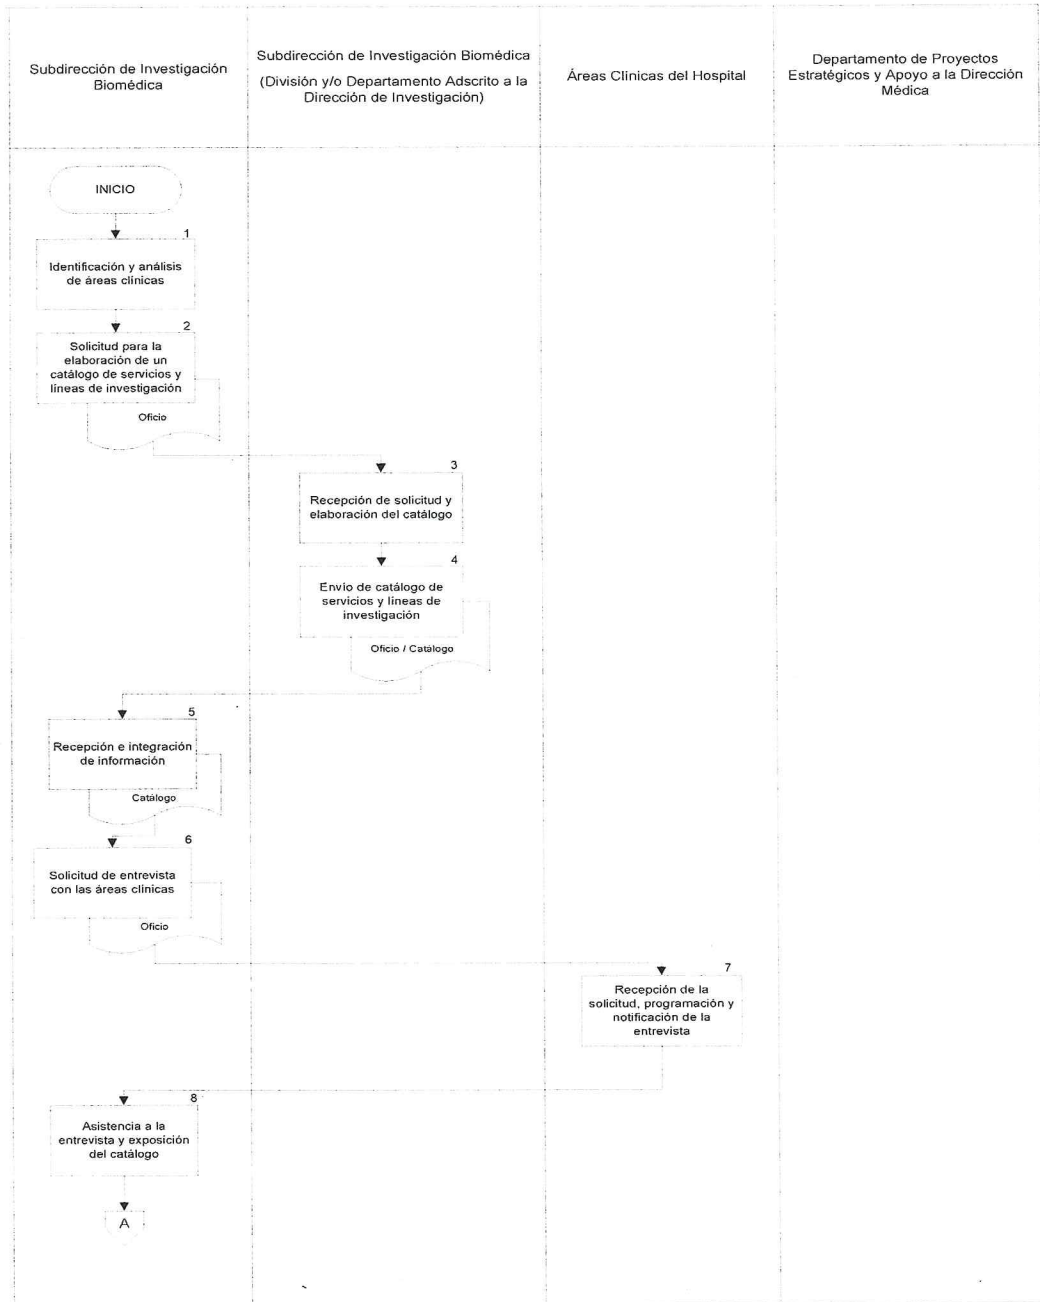 Subdirección de Investigación
Biomédica
Subdirección de Investigación Biomédica
(División y/o Departamento Adscrito a la
Dirección de Investigación)
Áreas Clínicas del Hospital
Departamento de Proyectos
Estratégicos y Apoyo a la Dirección
Médica
INICIO
1
Identificación y análisis
de áreas clínicas
2
Solicitud para la
elaboración de un
catálogo de servicios y
líneas de investigación
Oficio
3
Recepción de solicitud y
elaboración del catálogo
4
Envío de catálogo de
servicios y líneas de
investigación
Oficio / Catálogo
5
Recepción e integración
de información
Catálogo
6
Solicitud de entrevista
con las áreas clínicas
Oficio
7
Recepción de la
solicitud, programación y
notificación de la
entrevista
8
Asistencia a la
entrevista y exposición
del catálogo
A